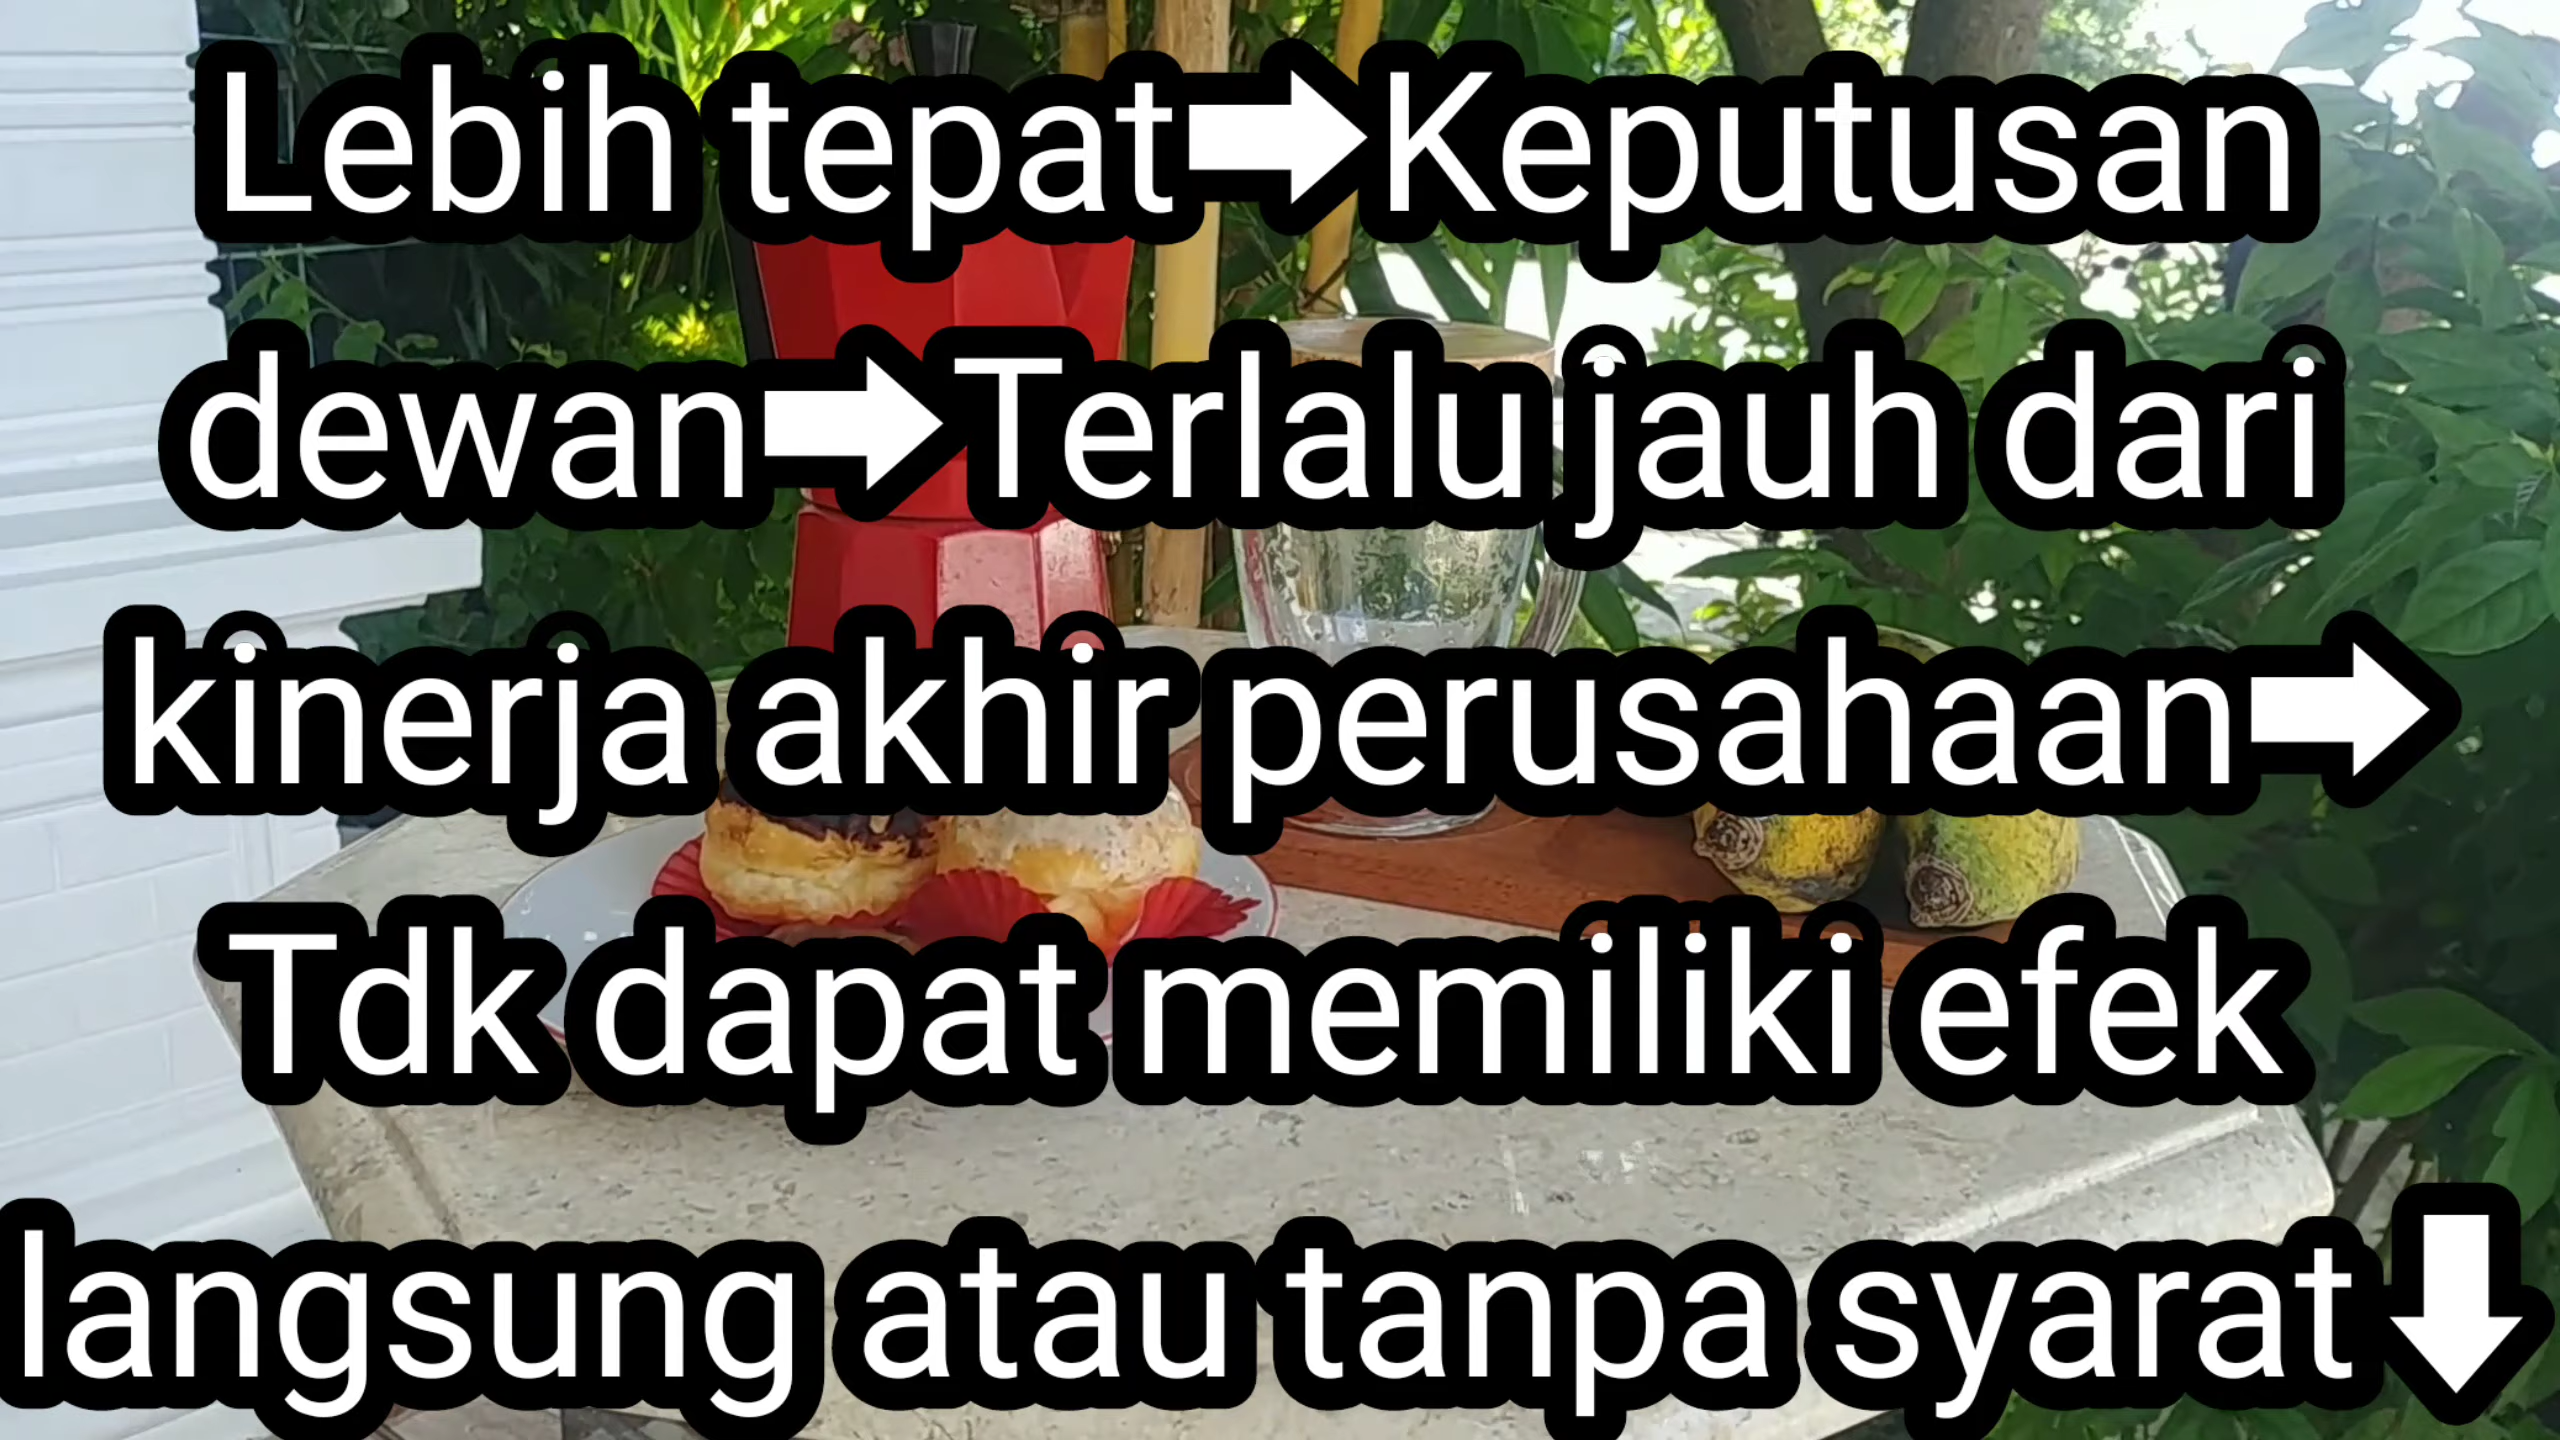 Lebih tepat➡Keputusan
dewan➡Terlalu jauh dari
kinerja akhir perusahaan➡
Tdk dapat memiliki efek
langsung atau tanpa syarat⬇